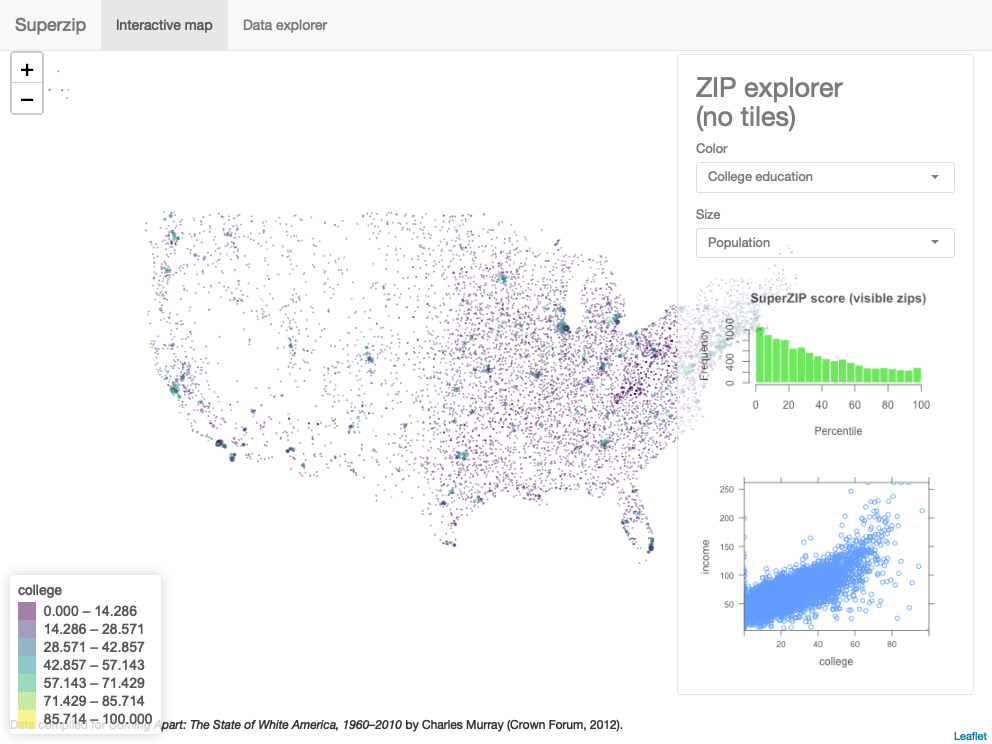 Superzip
Interactive map
Data explorer
+
−
ZIP explorer
(no tiles)
Color
College education
Size
Population
SuperZIP score (visible zips)
Frequency
0 400 1000
0 20 40 60 80 100
Percentile
income
250
200
150
100
50
20 40 60 80
college
college
0.000 – 14.286
14.286 – 28.571
28.571 – 42.857
42.857 – 57.143
57.143 – 71.429
71.429 – 85.714
85.714 – 100.000
Data compiled for Coming Apart: The State of White America, 1960–2010 by Charles Murray (Crown Forum, 2012).
Leaflet